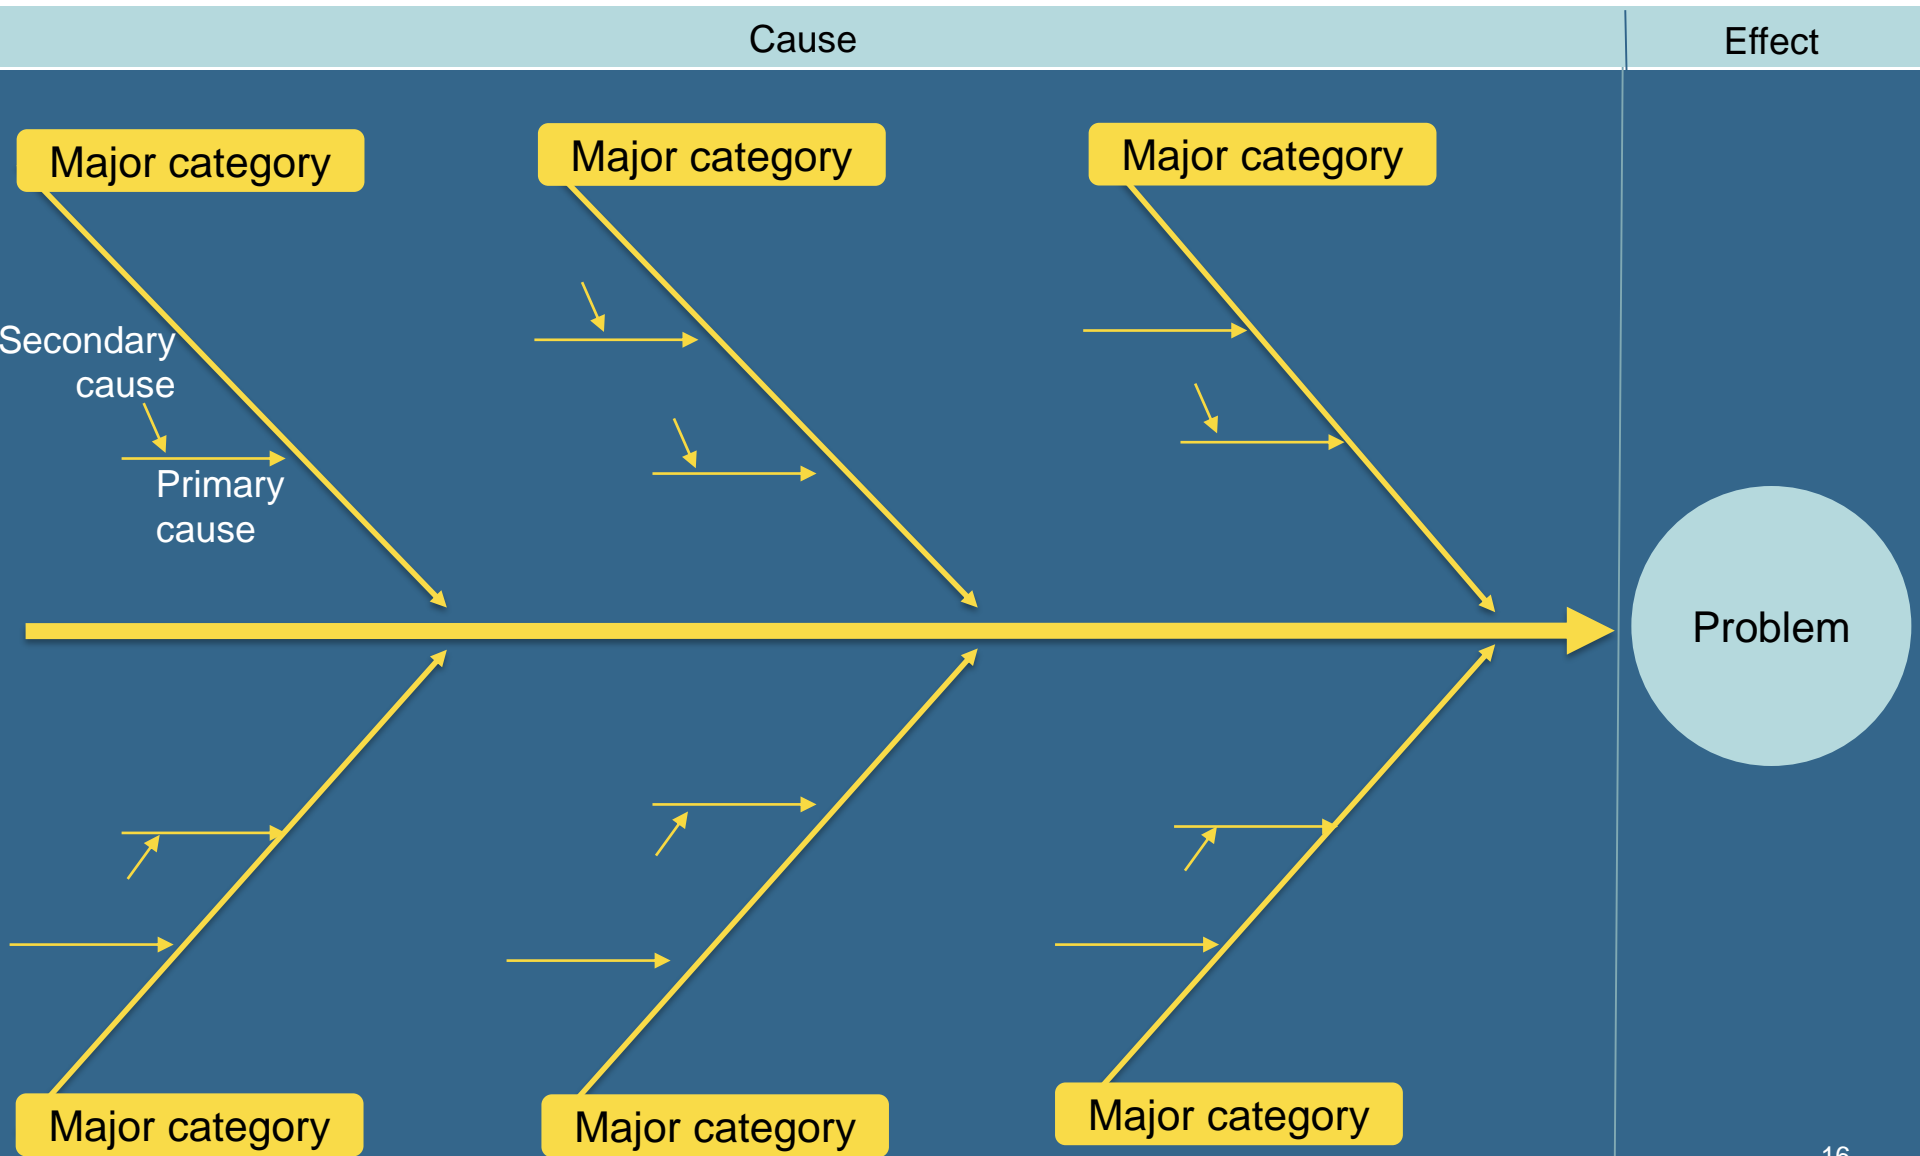 Cause
Effect
Major category
Major category
Major category
Secondary
cause
Primary
cause
Problem
Major category
Major category
Major category
16